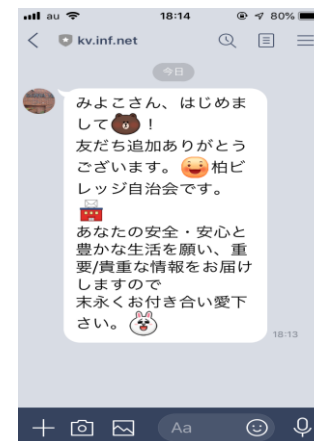 au 18:14 80%
kv.inf.net
今日
みよこさん、はじめま
して!
友だち追加ありがとう
ございます。柏ビ
レッジ自治会です。
あなたの安全・安心と
豊かな生活を願い、重
要/貴重な情報をお届け
しますので
末永くお付き合い愛下
さい。
18:13
Aa